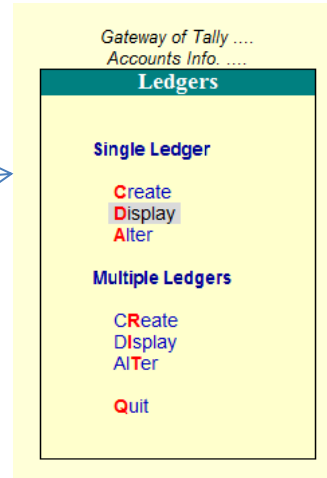 Gateway of Tally ....
Accounts Info. ....
Ledgers
Single Ledger
Create
Display
Alter
Multiple Ledgers
CReate
DIsplay
AlTer
Quit